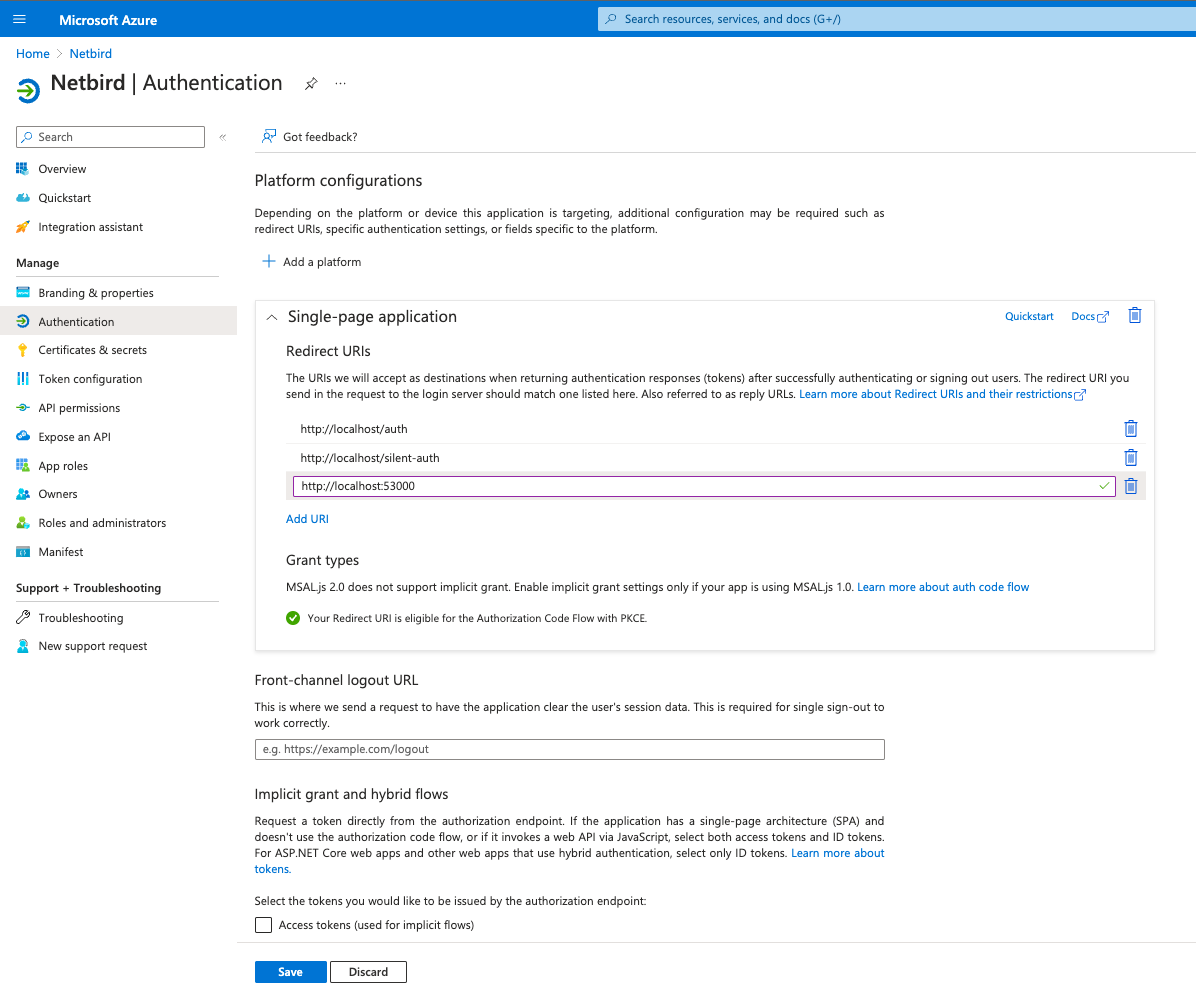 Microsoft Azure
Search resources, services, and docs (G+/)
Home > Netbird
Netbird | Authentication
...
Search
«
Got feedback?
Overview
Quickstart
Integration assistant
Manage
Branding & properties
Authentication
Certificates & secrets
Token configuration
API permissions
Expose an API
App roles
Owners
Roles and administrators
Manifest
Support + Troubleshooting
Troubleshooting
New support request
Platform configurations
Depending on the platform or device this application is targeting, additional configuration may be required such as
redirect URIs, specific authentication settings, or fields specific to the platform.
Add a platform
Single-page application
Quickstart
Docs
Redirect URIs
The URIs we will accept as destinations when returning authentication responses (tokens) after successfully authenticating or signing out users. The redirect URI you
send in the request to the login server should match one listed here. Also referred to as reply URLs. Learn more about Redirect URIs and their restrictions
http://localhost/auth
http://localhost/silent-auth
http://localhost:53000
Add URI
Grant types
MSAL.js 2.0 does not support implicit grant. Enable implicit grant settings only if your app is using MSAL.js 1.0. Learn more about auth code flow
Your Redirect URI is eligible for the Authorization Code Flow with PKCE.
Front-channel logout URL
This is where we send a request to have the application clear the user's session data. This is required for single sign-out to
work correctly.
e.g. https://example.com/logout
Implicit grant and hybrid flows
Request a token directly from the authorization endpoint. If the application has a single-page architecture (SPA) and
doesn't use the authorization code flow, or if it invokes a web API via JavaScript, select both access tokens and ID tokens.
For ASP.NET Core web apps and other web apps that use hybrid authentication, select only ID tokens. Learn more about
tokens.
Select the tokens you would like to be issued by the authorization endpoint:
Access tokens (used for implicit flows)
Save
Discard